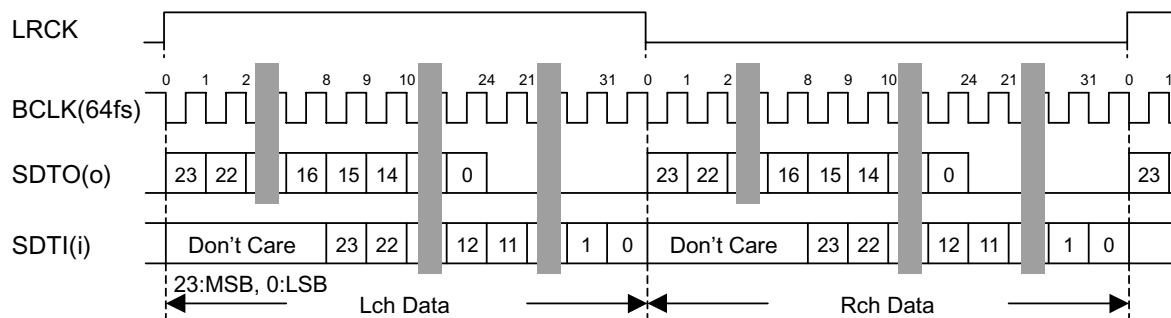 LRCK
0 1 2 8 9 10 24 21 31 0 1 2 8 9 10 24 21 31 0 1
BCLK(64fs)
SDTO(o) 23 22 16 15 14 0 23 22 16 15 14 0 23
SDTI(i) Don't Care 23 22 12 11 1 0 Don't Care 23 22 12 11 1 0
23:MSB, 0:LSB
Lch Data Rch Data